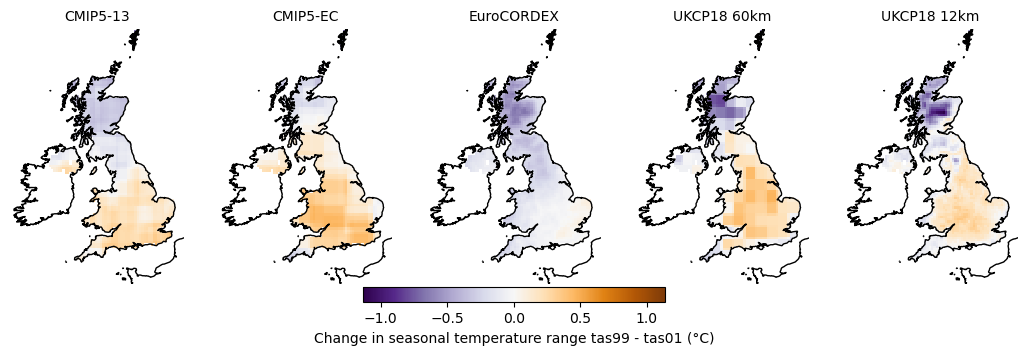 CMIP5-13 CMIP5-EC EuroCORDEX UKCP18 60km UKCP18 12km
−1.0 −0.5 0.0 0.5 1.0
Change in seasonal temperature range tas99 - tas01 (°C)